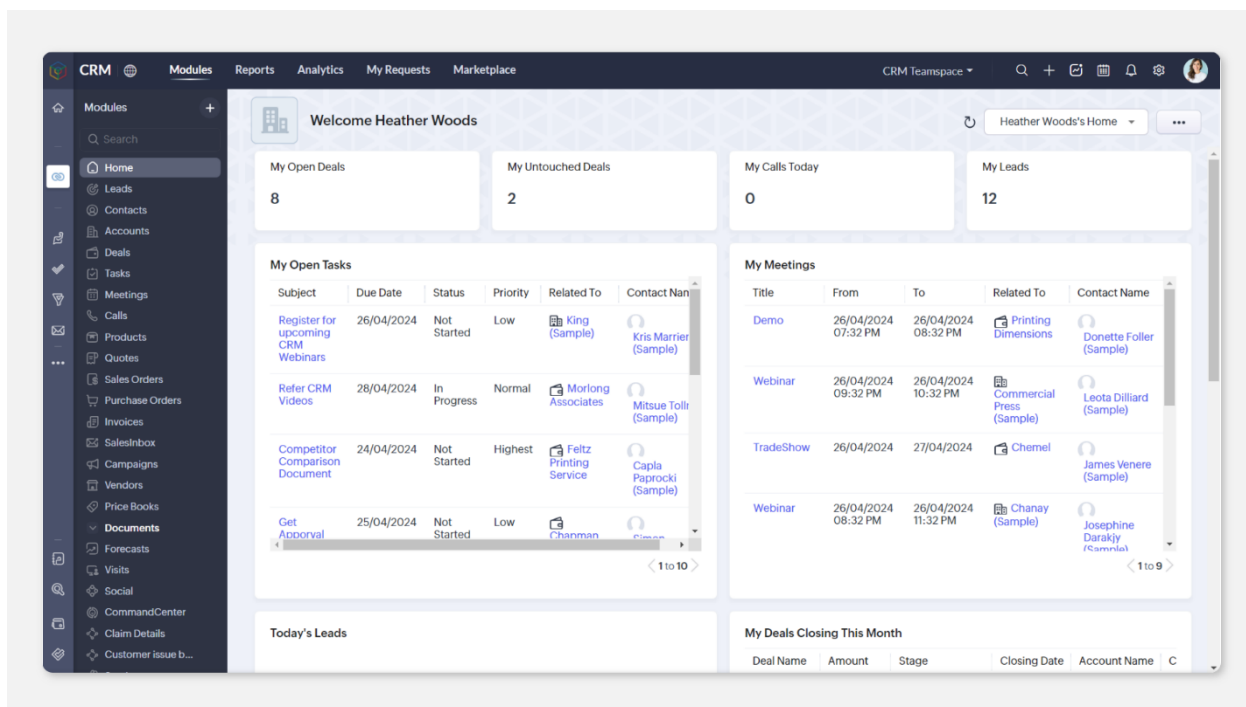 CRM Modules Reports Analytics My Requests Marketplace CRM Teamspace
Modules
Search
Home
Leads
Contacts
Accounts
Deals
Tasks
Meetings
Calls
Products
Quotes
Sales Orders
Purchase Orders
Invoices
SalesInbox
Campaigns
Vendors
Price Books
Documents
Forecasts
Visits
Social
CommandCenter
Claim Details
Customer issue b...
Welcome Heather Woods
Heather Woods's Home
My Open Deals
8
My Untouched Deals
2
My Calls Today
0
My Leads
12
My Open Tasks
Subject Due Date Status Priority Related To Contact Nan
Register for 26/04/2024 Not Low King
upcoming Started (Sample) Kris Marrier
CRM (Sample)
Webinars
Refer CRM 28/04/2024 In Normal Morlong
Videos Progress Associates Mitsue Tollr
(Sample)
Competitor 24/04/2024 Not Highest Feltz
Comparison Started Printing Capla
Document Service Paprocki
(Sample)
Get 25/04/2024 Not Low
Apporval Started Chapman Simon
1 to 10
My Meetings
Title From To Related To Contact Name
Demo 26/04/2024 26/04/2024 Printing
07:32 PM 08:32 PM Dimensions Donette Foller
(Sample)
Webinar 26/04/2024 26/04/2024
09:32 PM 10:32 PM Commercial Leota Dilliard
Press (Sample)
(Sample)
TradeShow 26/04/2024 27/04/2024 Chemel
James Venere
(Sample)
Webinar 26/04/2024 26/04/2024 Chanay
08:32 PM 11:32 PM (Sample) Josephine
Darakjy
(Sample)
1 to 9
Today's Leads
My Deals Closing This Month
Deal Name Amount Stage Closing Date Account Name C